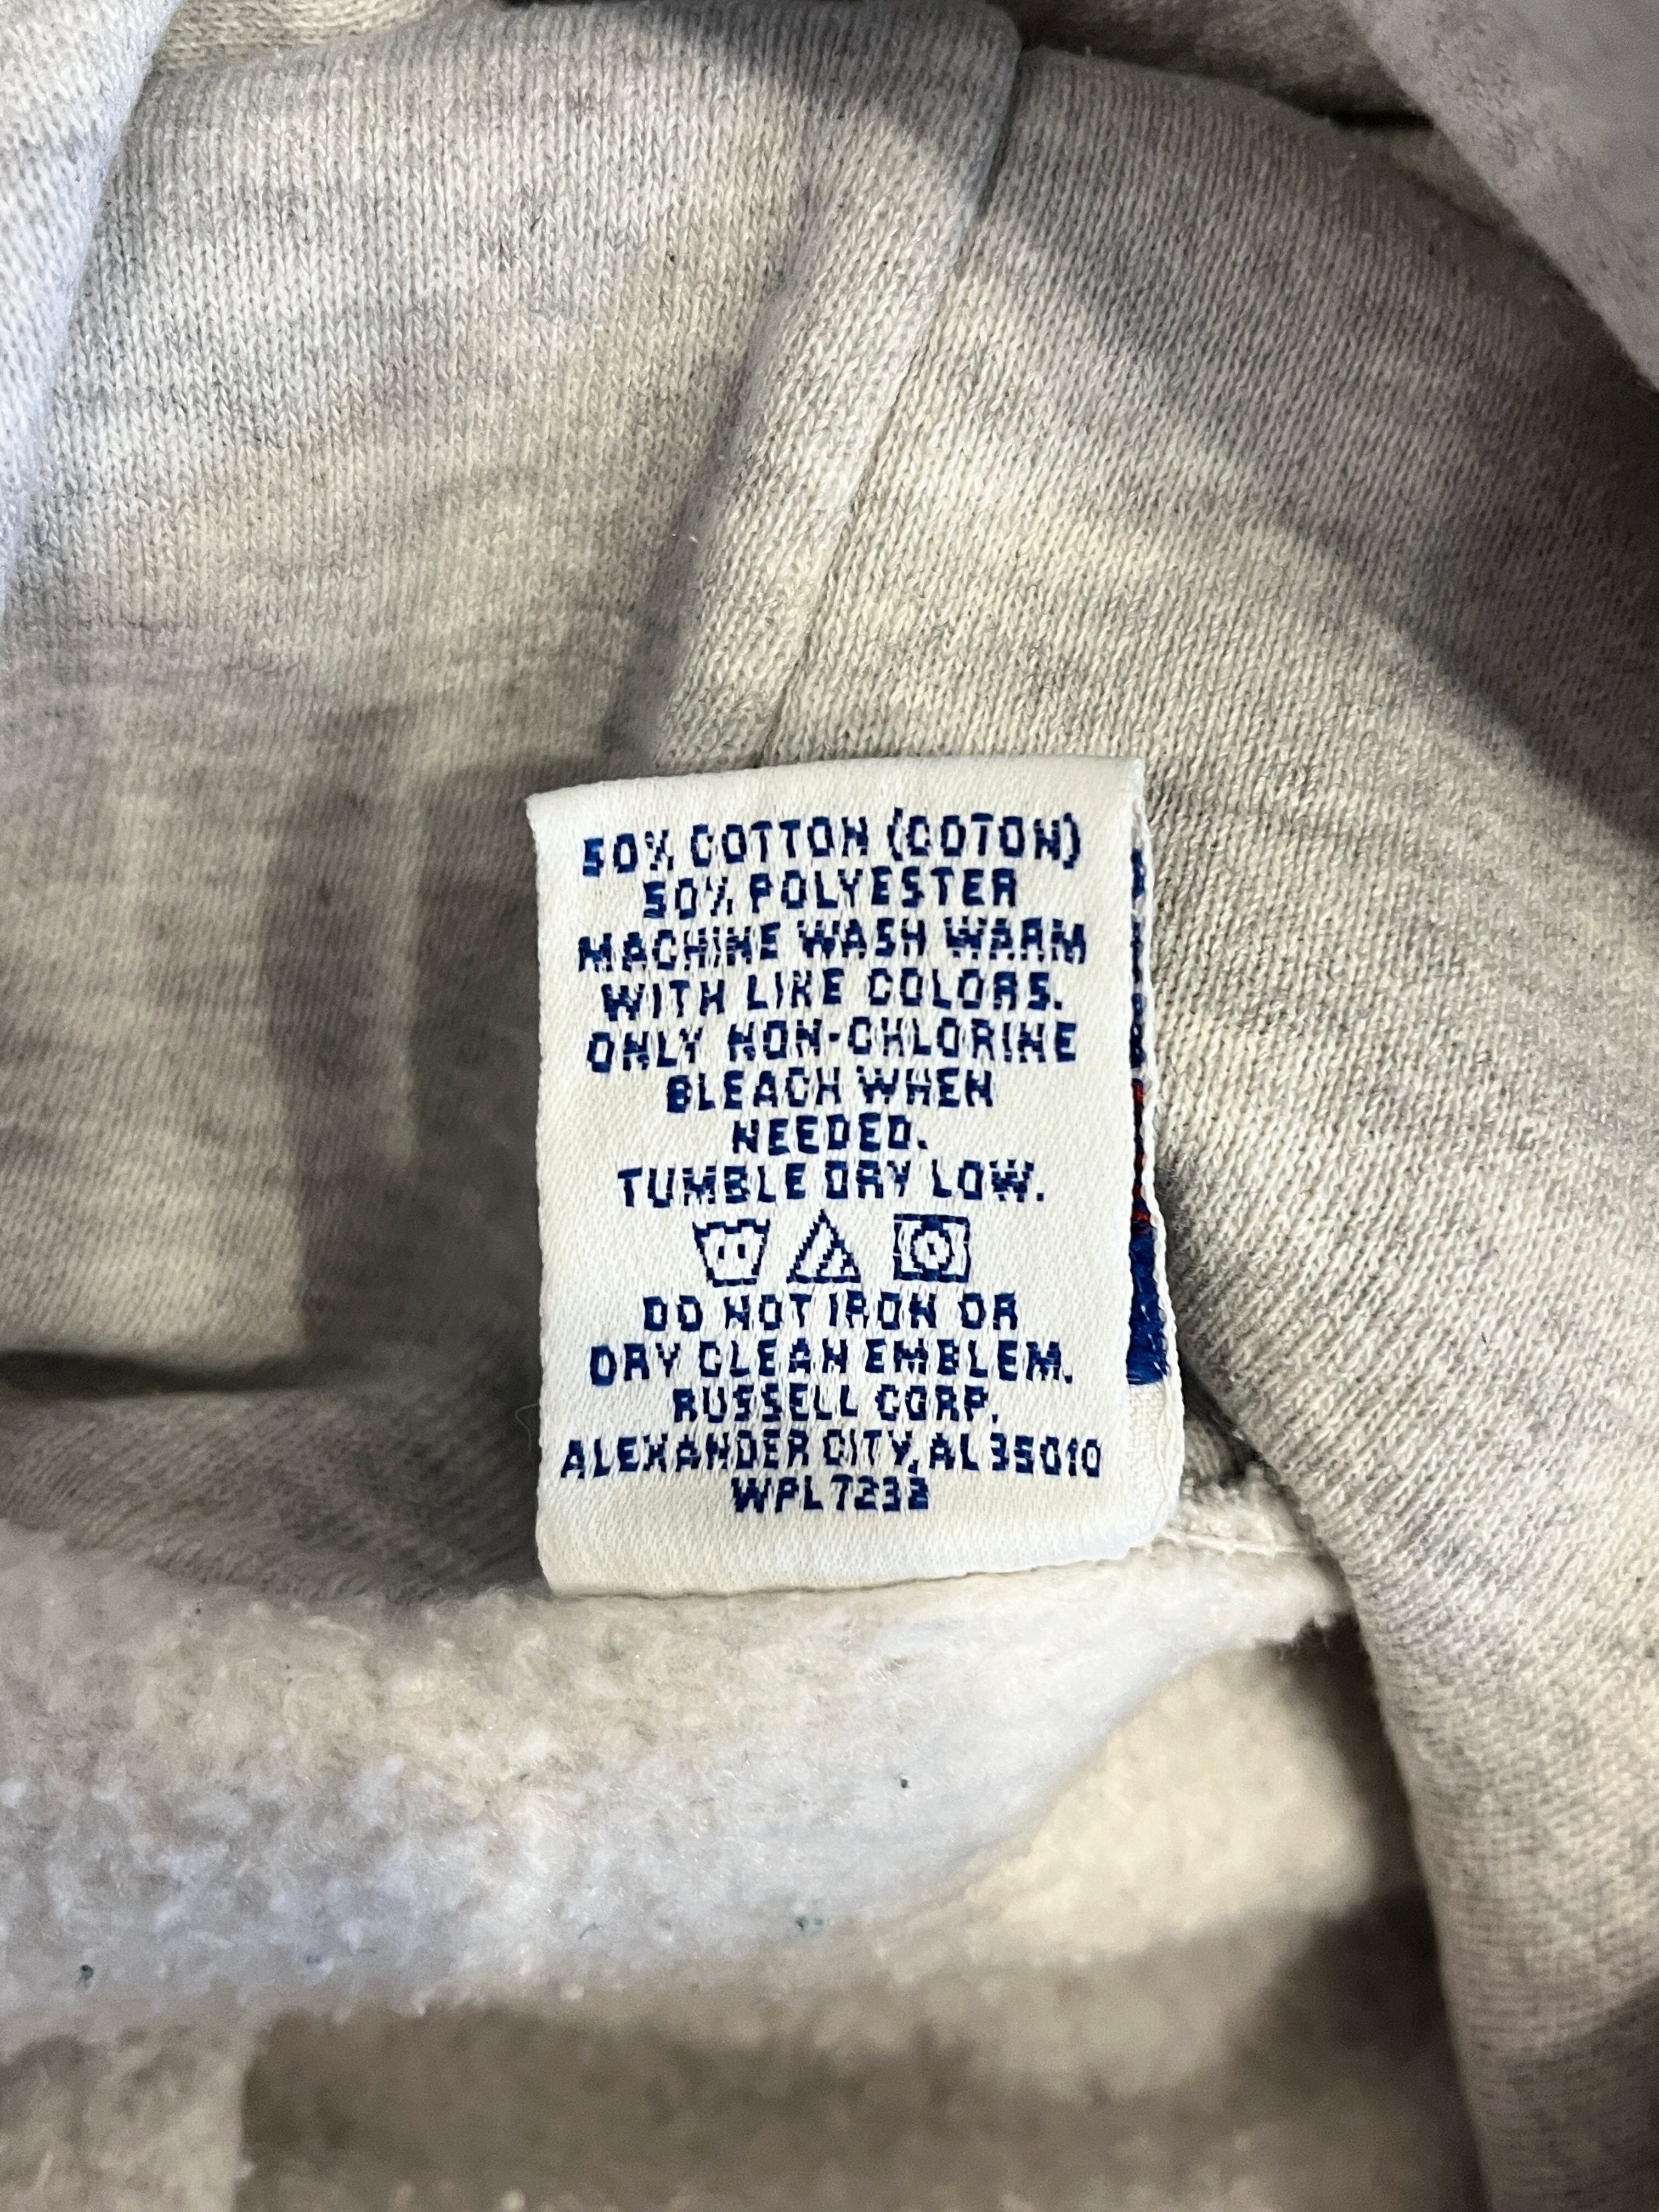 50% COTTON (COTON)
50% POLYESTER
MACHINE WASH WARM
WITH LIKE COLORS.
ONLY NON-CHLORINE
BLEACH WHEN
NEEDED.
TUMBLE DRY LOW.
DO NOT IRON OR
DRY CLEAN EMBLEM.
RUSSELL CORP.
ALEXANDER CITY, AL 35010
WPL 7233